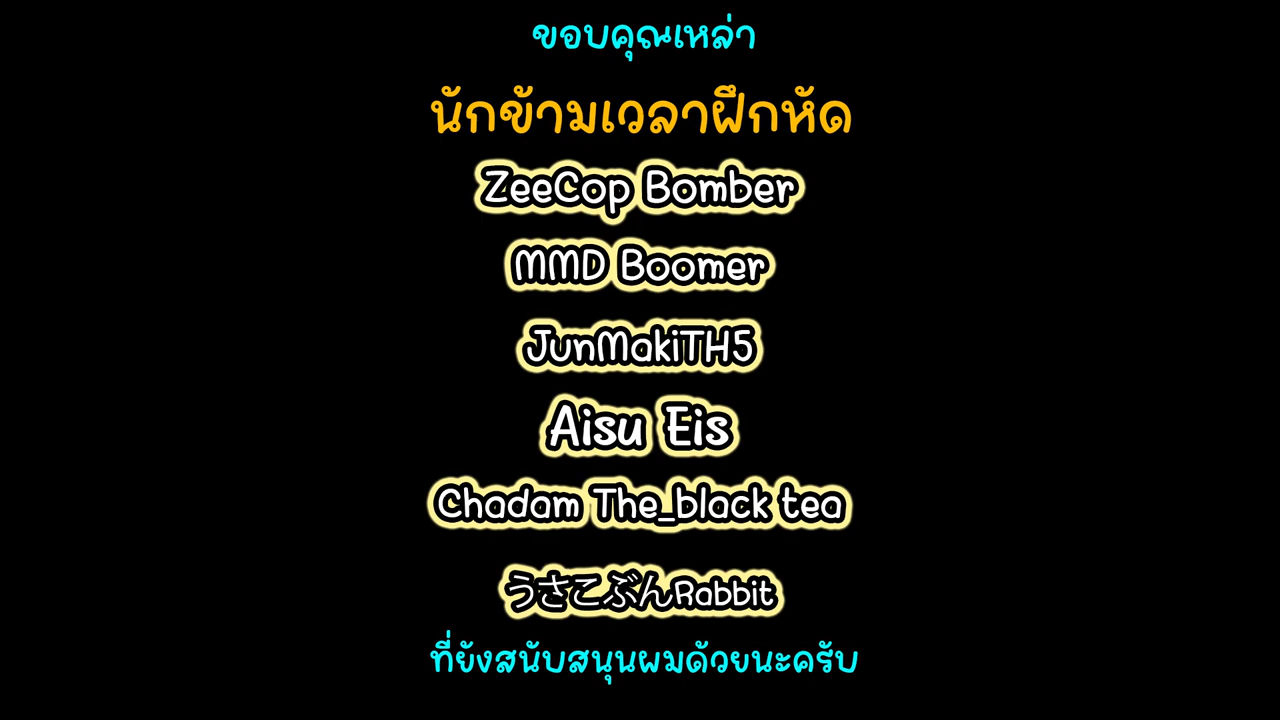 ขอบคุณเหล่า
นักข้ามเวลาฝึกหัด
ZeeCop Bomber
MMD Boomer
JunMakiTH5
Aisu Eis
Chadam The_black tea
うさこぶんRabbit
ที่ยังสนับสนุนผมด้วยนะครับ